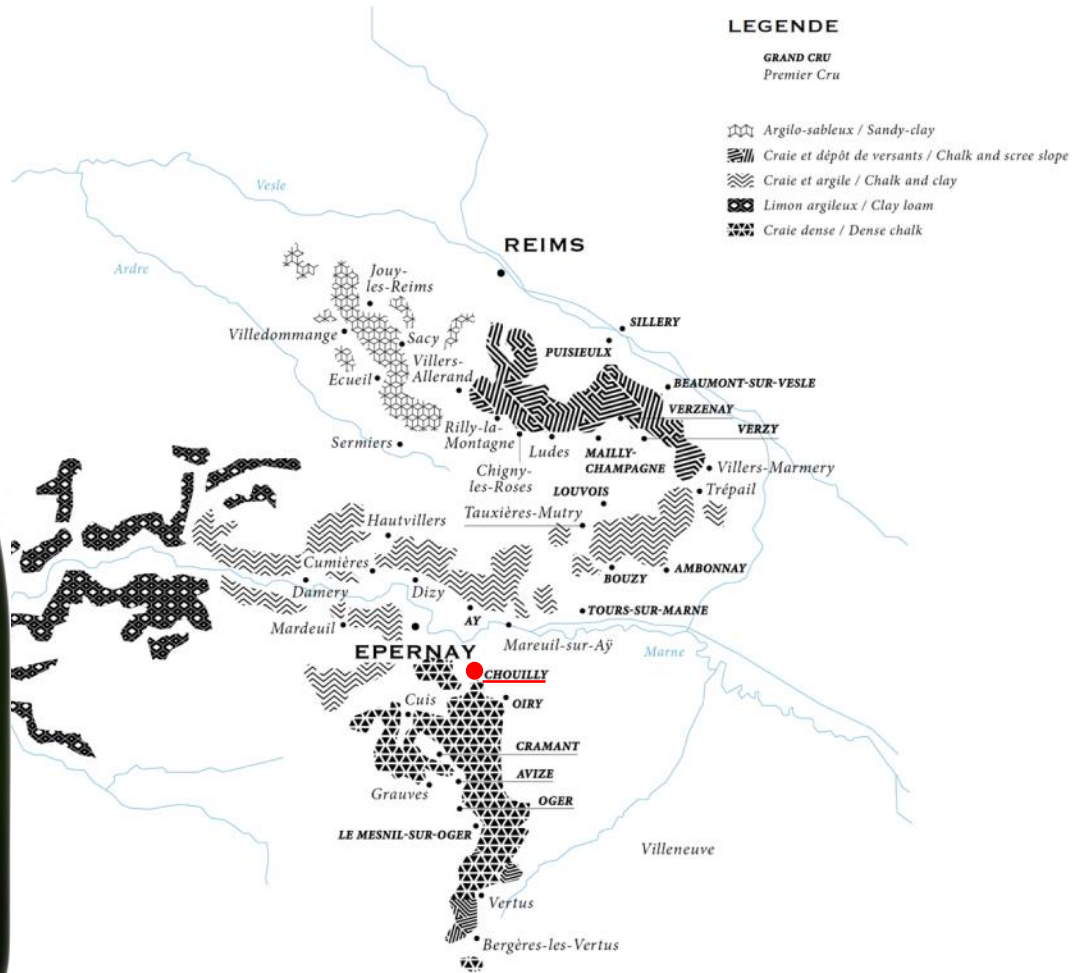 LEGENDE
GRAND CRU
Premier Cru
Argilo-sableux / Sandy-clay
Craie et dépôt de versants / Chalk and scree slope
Craie et argile / Chalk and clay
Limon argileux / Clay loam
Craie dense / Dense chalk
Vesle
REIMS
Ardre
Jouy-
les-Reims
SILLERY
Villedommange
Sacy
PUISIEULX
Villers-
Allerand
Ecueil
BEAUMONT-SUR-VESLE
VERZENAY
VERZY
Rilly-la-
Montagne
Sermiers
Ludes
MAILLY-
CHAMPAGNE
Villers-Marmery
Chigny-
les-Roses
LOUVOIS
Trépail
Tauxières-Mutry
Hautvillers
Cumières
AMBONNAY
BOUZY
Damery
Dizy
TOURS-SUR-MARNE
AY
Mardeuil
Mareuil-sur-Aÿ
Marne
EPERNAY
CHOUILLY
Cuis
OIRY
CRAMANT
AVIZE
Grauves
OGER
LE MESNIL-SUR-OGER
Villeneuve
Vertus
Bergères-les-Vertus